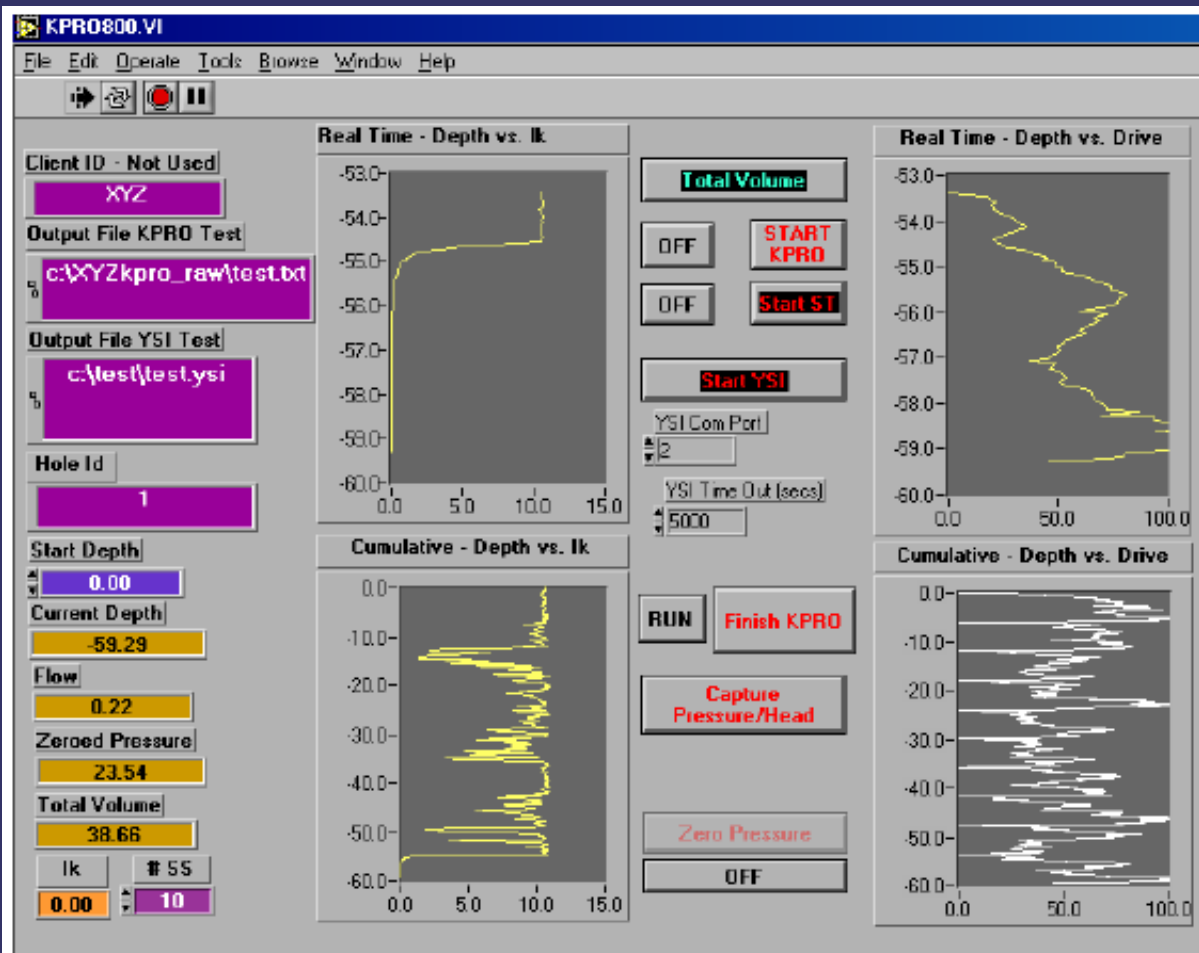 KPRO800.VI
File Edit Operate Tools Browse Window Help
Client ID - Not Used
XYZ
Output File KPRO Test
c:\XYZkpro_raw\test.txt
Output File YSI Test
c:\test\test.ysi
Hole Id
1
Start Depth
0.00
Current Depth
-59.29
Flow
0.22
Zeroed Pressure
23.54
Total Volume
38.66
Ik
# SS
0.00
10
Real Time - Depth vs. Ik
-53.0-
-54.0-
-55.0-
-56.0-
-57.0-
-58.0-
-59.0-
-60.0-
0.0 5.0 10.0 15.0
Cumulative - Depth vs. Ik
0.0-
-10.0-
-20.0-
-30.0-
-40.0-
-50.0-
-60.0-
0.0 5.0 10.0 15.0
Total Volume
OFF
START
KPRO
OFF
Start ST
Start YSI
YSI Com Port
2
YSI Time Out (secs)
5000
RUN
Finish KPRO
Capture
Pressure/Head
Zero Pressure
OFF
Real Time - Depth vs. Drive
-53.0-
-54.0-
-55.0-
-56.0-
-57.0-
-58.0-
-59.0-
-60.0-
0.0 50.0 100.0
Cumulative - Depth vs. Drive
0.0-
-10.0-
-20.0-
-30.0-
-40.0-
-50.0-
-60.0-
0.0 50.0 100.0